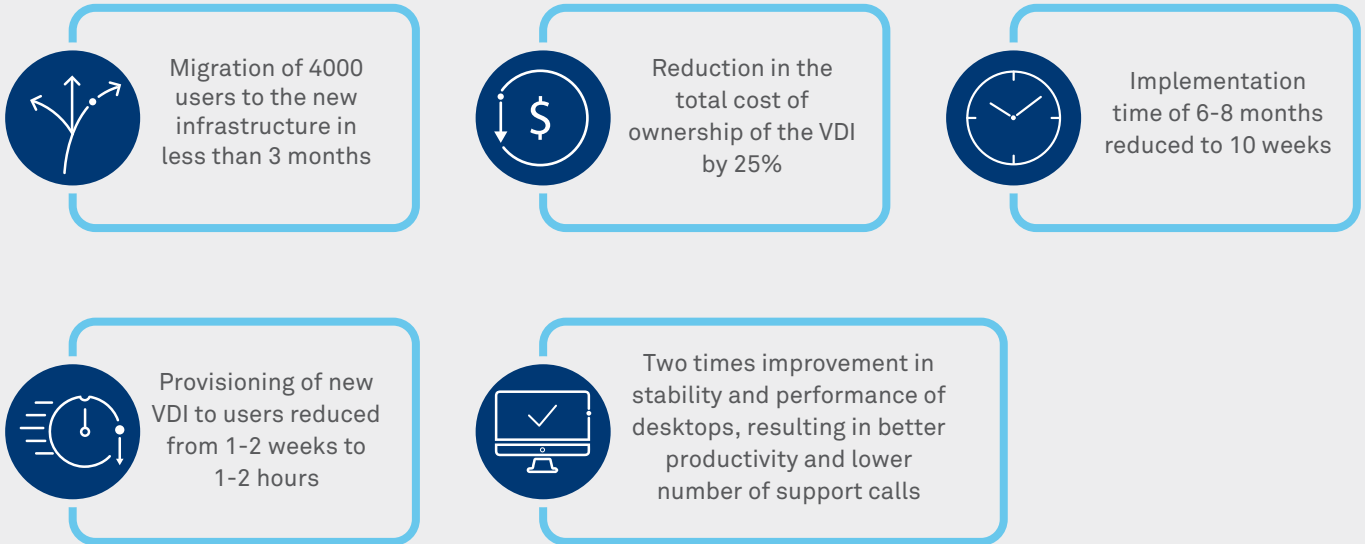 Migration of 4000
users to the new
infrastructure in
less than 3 months
Reduction in the
total cost of
ownership of the VDI
by 25%
Implementation
time of 6-8 months
reduced to 10 weeks
Provisioning of new
VDI to users reduced
from 1-2 weeks to
1-2 hours
Two times improvement in
stability and performance of
desktops, resulting in better
productivity and lower
number of support calls